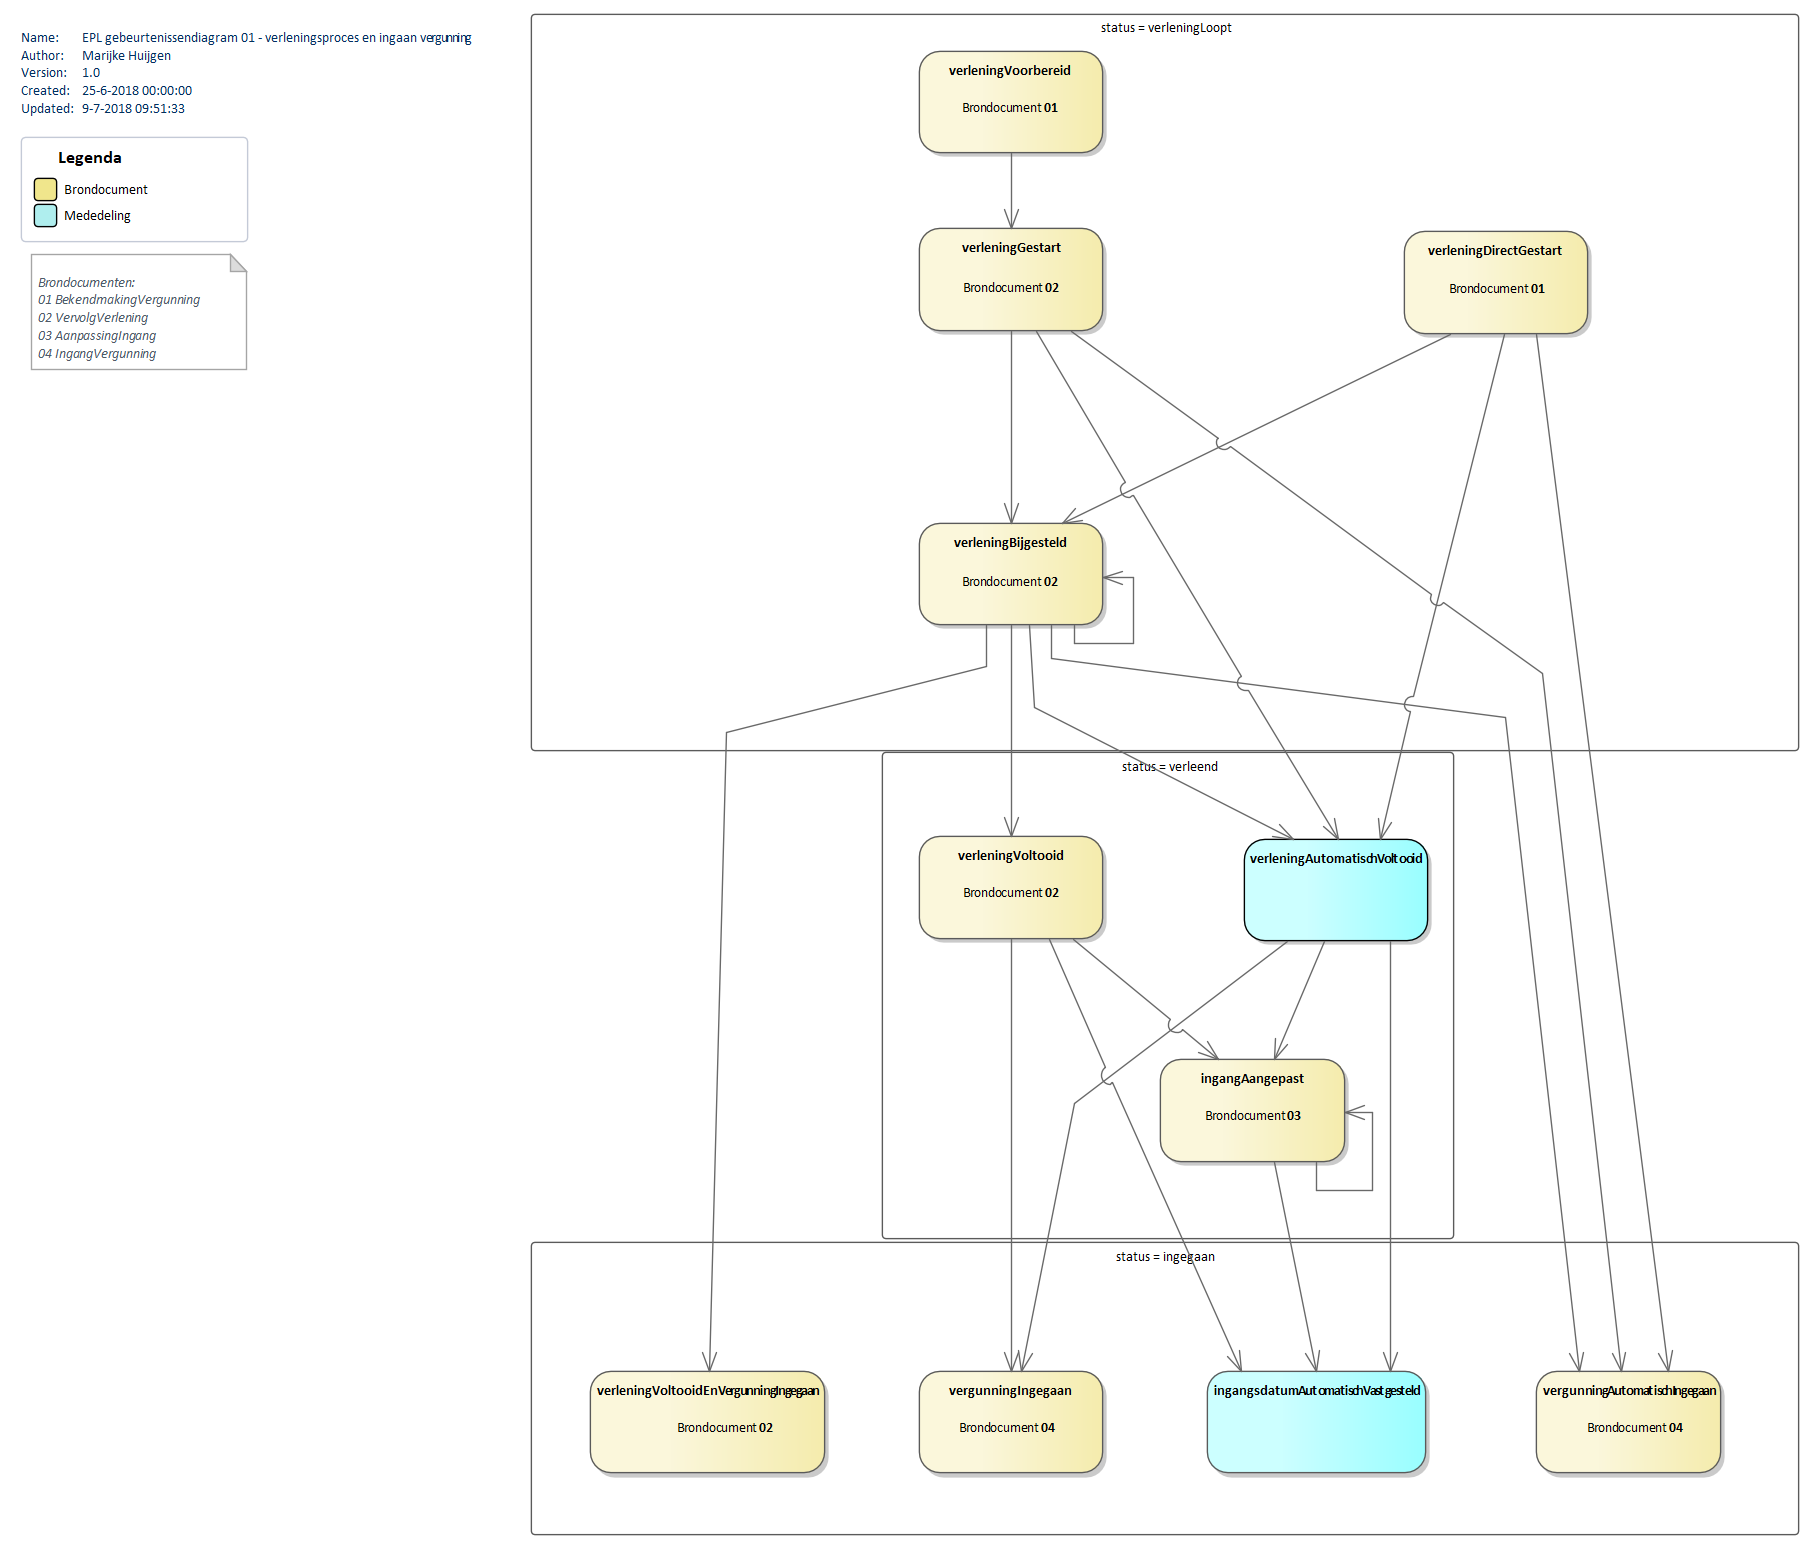 Name: EPL gebeurtenissendiagram 01 - verleningsproces en ingaan vergunning
Author: Marijke Huijgen
Version: 1.0
Created: 25-6-2018 00:00:00
Updated: 9-7-2018 09:51:33
Legenda
Brondocument
Mededeling
Brondocumenten:
01 BekendmakingVergunning
02 VervolgVerlening
03 AanpassingIngang
04 IngangVergunning
status = verleningLoopt
verleningVoorbereid
Brondocument 01
verleningGestart
Brondocument 02
verleningDirectGestart
Brondocument 01
verleningBijgesteld
Brondocument 02
status = verleend
verleningVoltooid
Brondocument 02
verleningAutomatischVoltooid
ingangAangepast
Brondocument 03
status = ingegaan
verleningVoltooidEnVergunningIngegaan
Brondocument 02
vergunningIngegaan
Brondocument 04
ingangsdatumAutomatischVastgesteld
vergunningAutomatischIngegaan
Brondocument 04